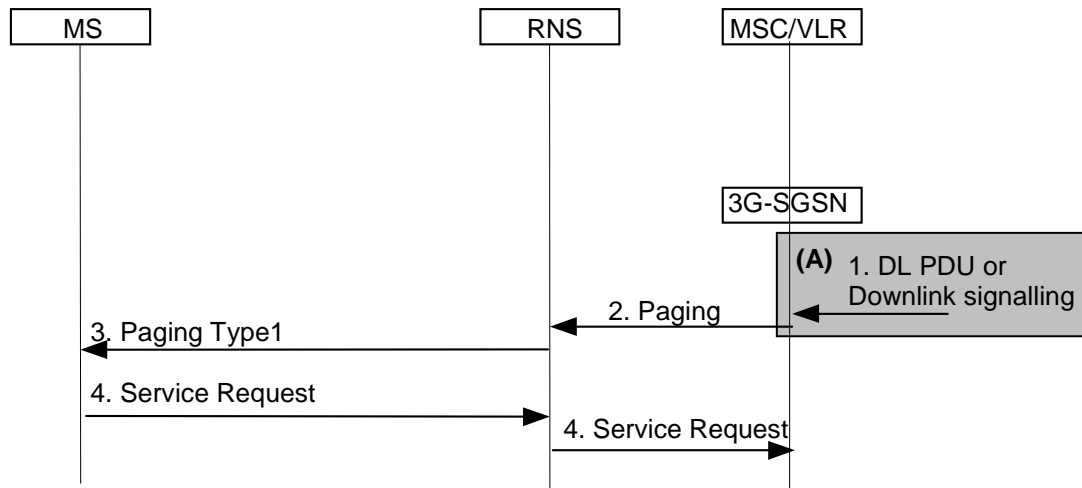 MS
RNS
MSC/VLR
3G-SGSN
(A) 1. DL PDU or
Downlink signalling
2. Paging
3. Paging Type1
4. Service Request
4. Service Request